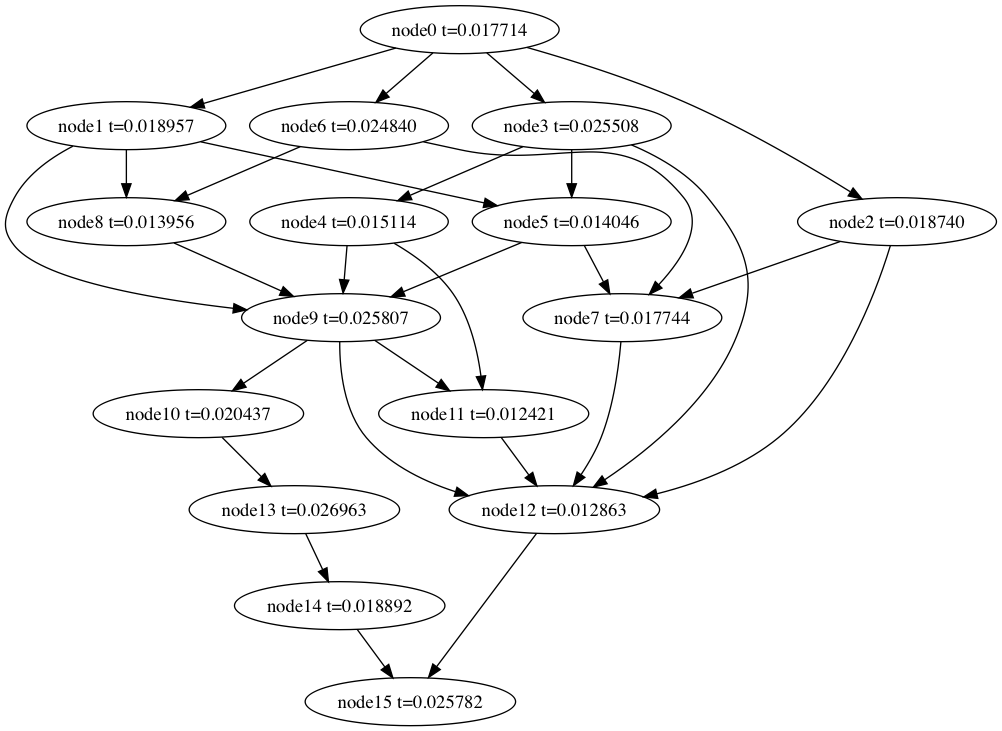 node0 t=0.017714
node1 t=0.018957
node6 t=0.024840
node3 t=0.025508
node8 t=0.013956
node4 t=0.015114
node5 t=0.014046
node2 t=0.018740
node9 t=0.025807
node7 t=0.017744
node10 t=0.020437
node11 t=0.012421
node13 t=0.026963
node12 t=0.012863
node14 t=0.018892
node15 t=0.025782